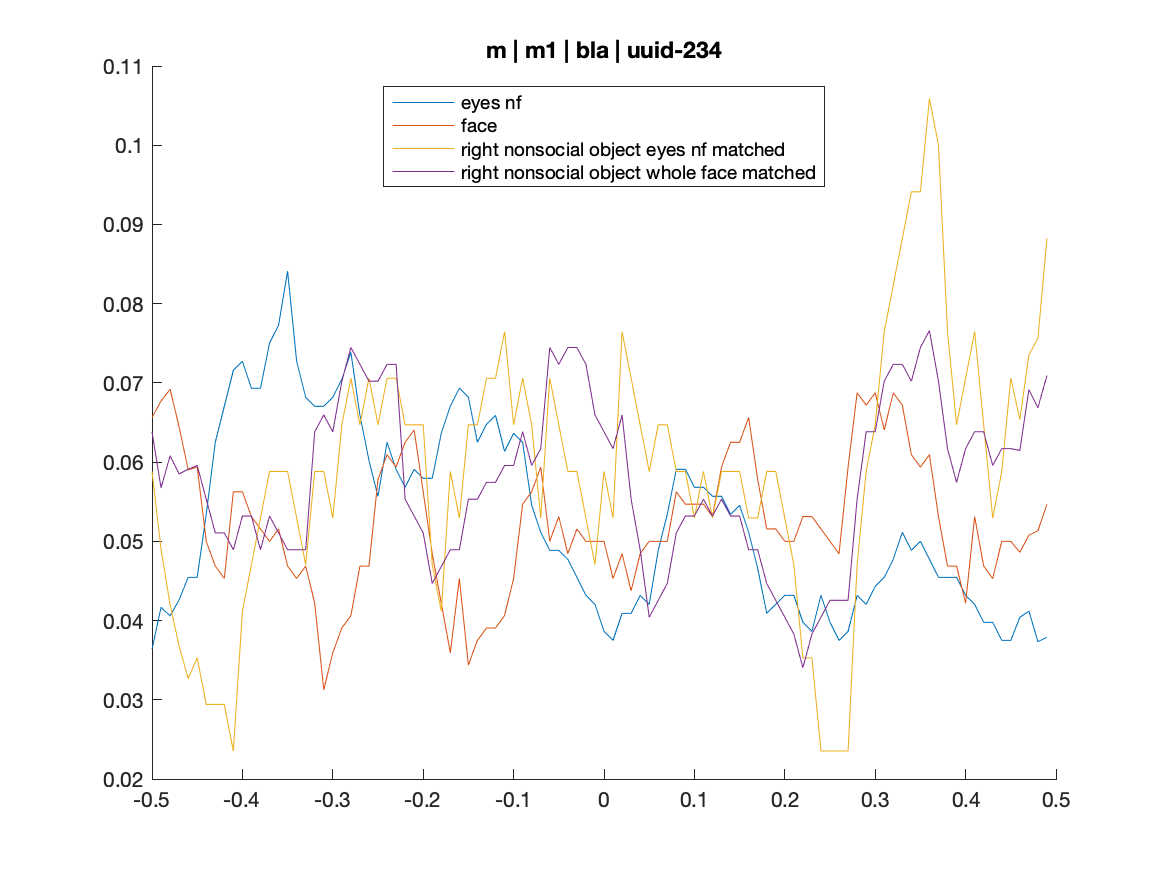 m | m1 | bla | uuid-234
eyes nf
face
right nonsocial object eyes nf matched
right nonsocial object whole face matched
0.11
0.1
0.09
0.08
0.07
0.06
0.05
0.04
0.03
0.02
-0.5 -0.4 -0.3 -0.2 -0.1 0 0.1 0.2 0.3 0.4 0.5